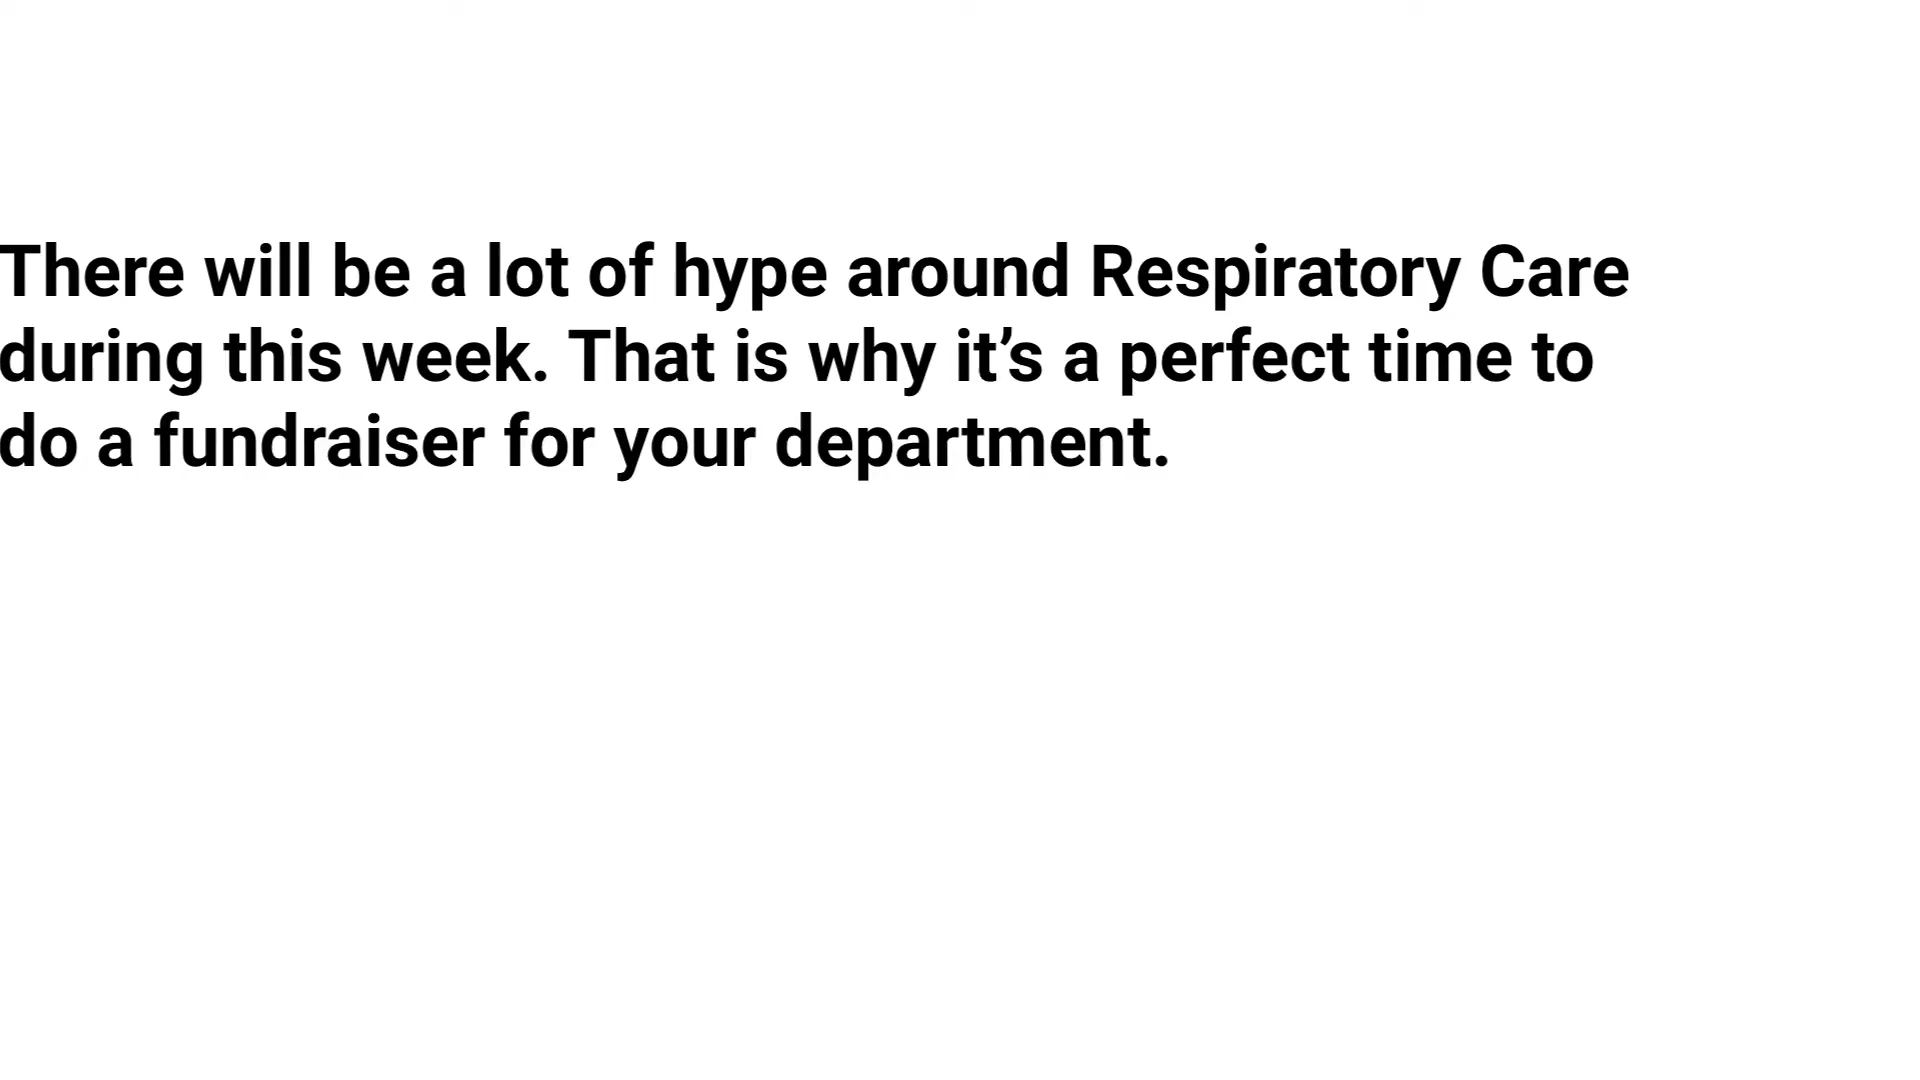 There will be a lot of hype around Respiratory Care
during this week. That is why it’s a perfect time to
do a fundraiser for your department.